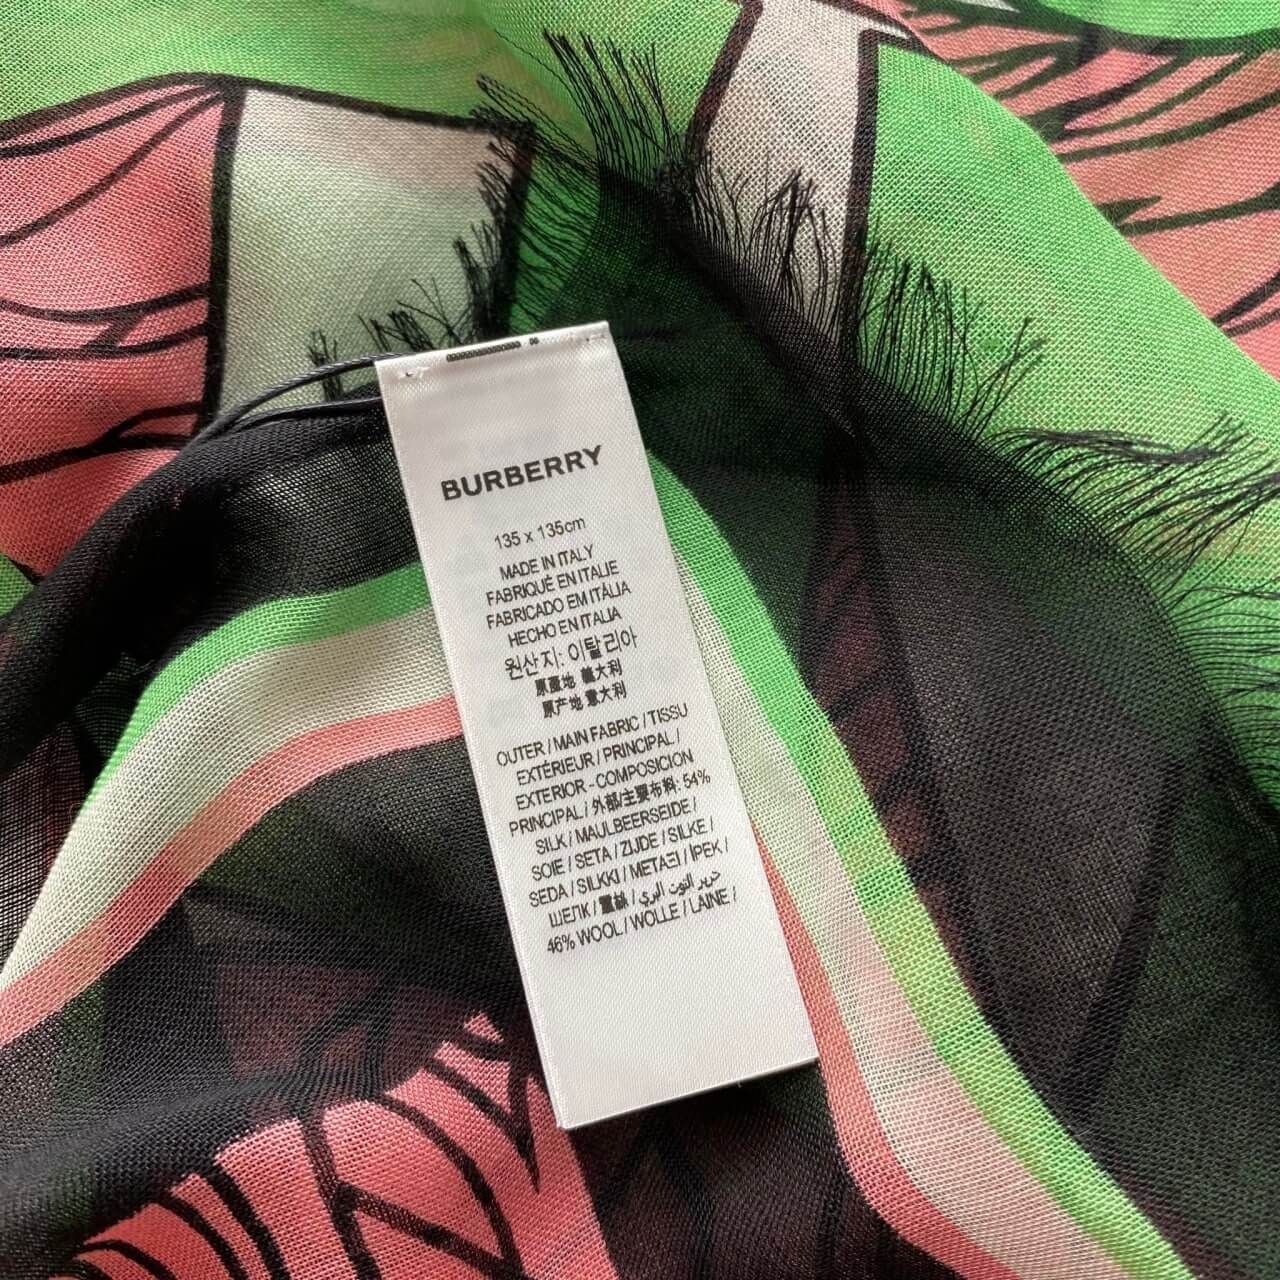 BURBERRY
135 x 135cm
MADE IN ITALY
FABRIQUÉ EN ITALIE
FABRICADO EM ITÁLIA
HECHO EN ITALIA
원산지: 이탈리아
原產地 義大利
原产地 意大利
OUTER / MAIN FABRIC / TISSU
EXTÉRIEUR / PRINCIPAL /
EXTERIOR - COMPOSICION
PRINCIPAL / 外部/主要布料: 54%
SILK / MAULBEERSEIDE /
SOIE / SETA / ZIJDE / SILKE /
SEDA / SILKKI / ΜΕΤΑΞΙ / İPEK /
ШЕЛК / 蠶絲 / حرير التوت البري /
46% WOOL / WOLLE / LAINE /